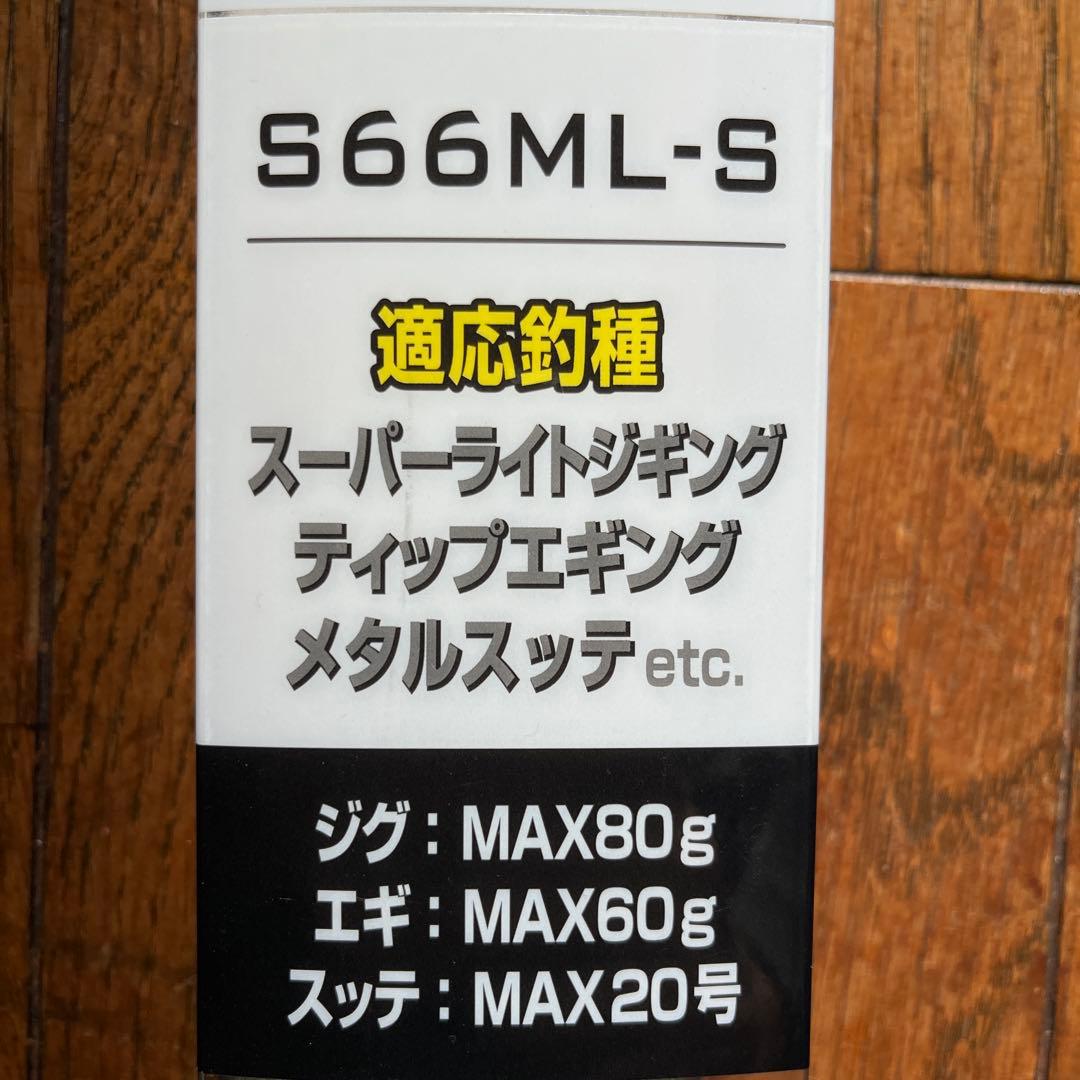 S66ML-S
適応釣種
スーパーライトジギング
ティップエギング
メタルスッテ etc.
ジグ：MAX80g
エギ：MAX60g
スッテ：MAX20号